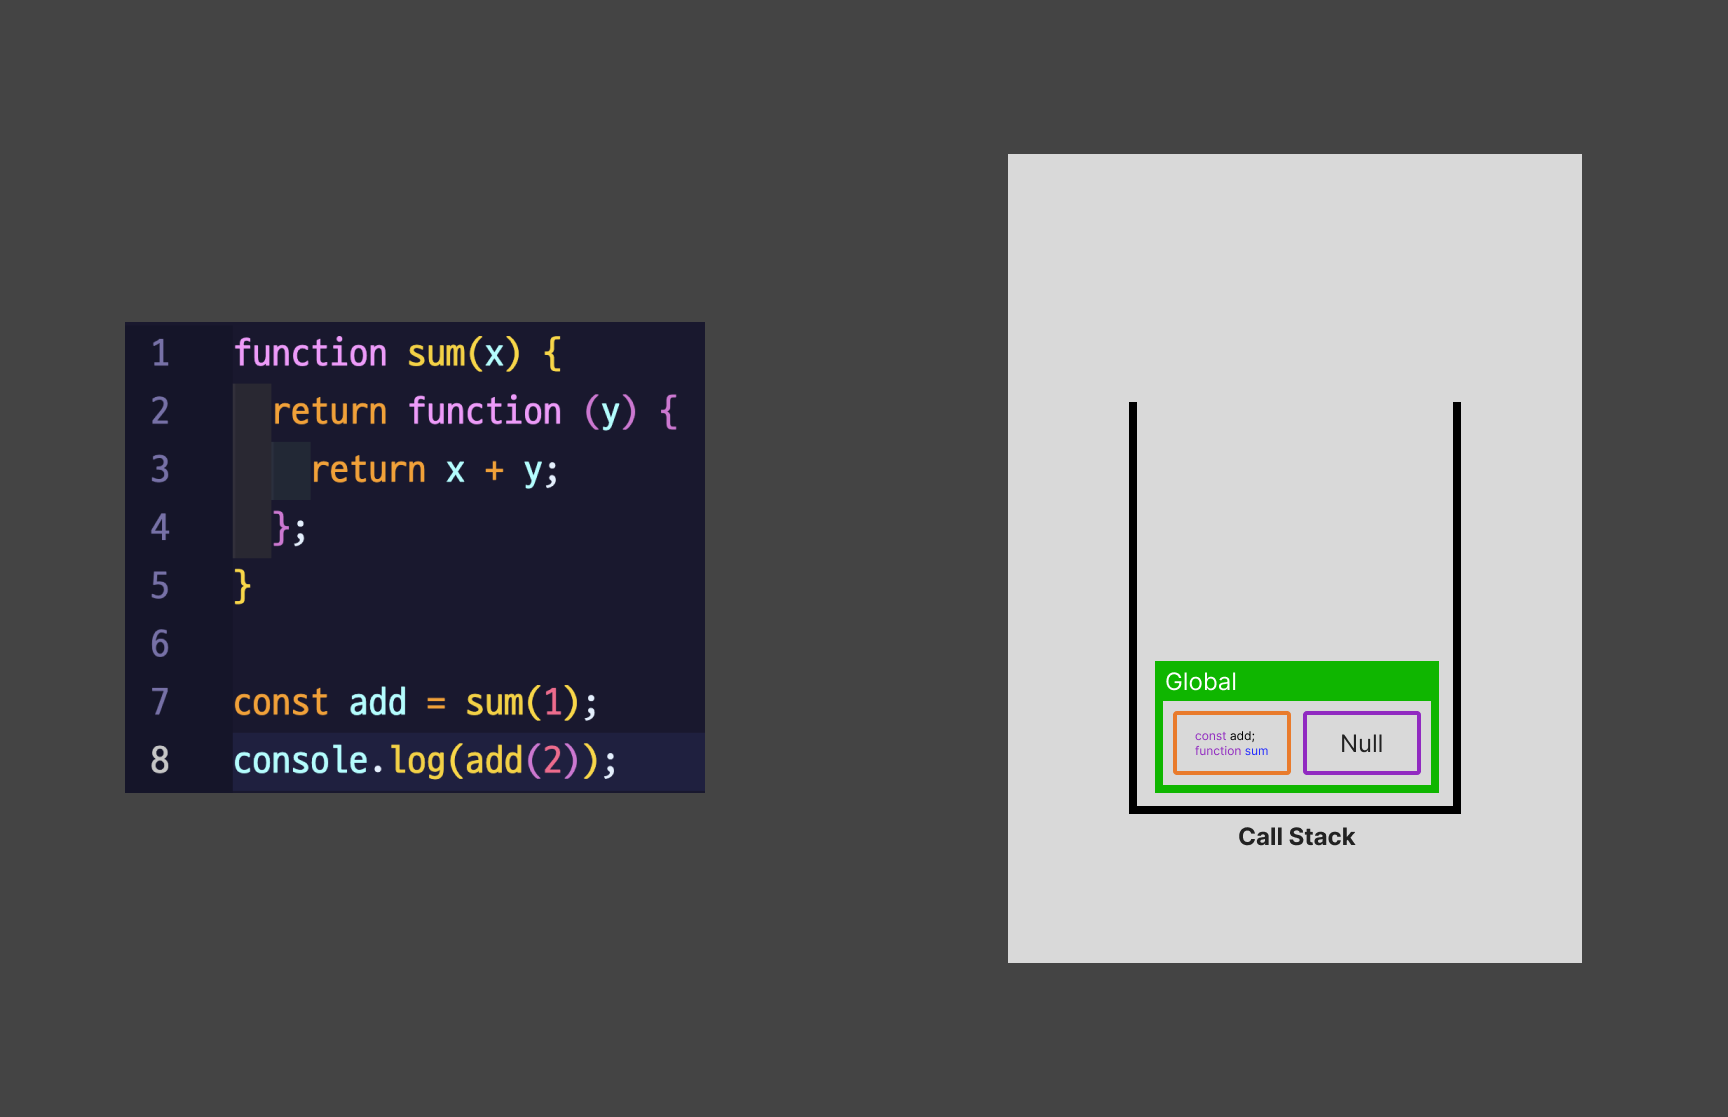 1 function sum(x) {
2 return function (y) {
3 return x + y;
4 };
5 }
6
7 const add = sum(1);
8 console.log(add(2));
Global
const add;
function sum
Null
Call Stack